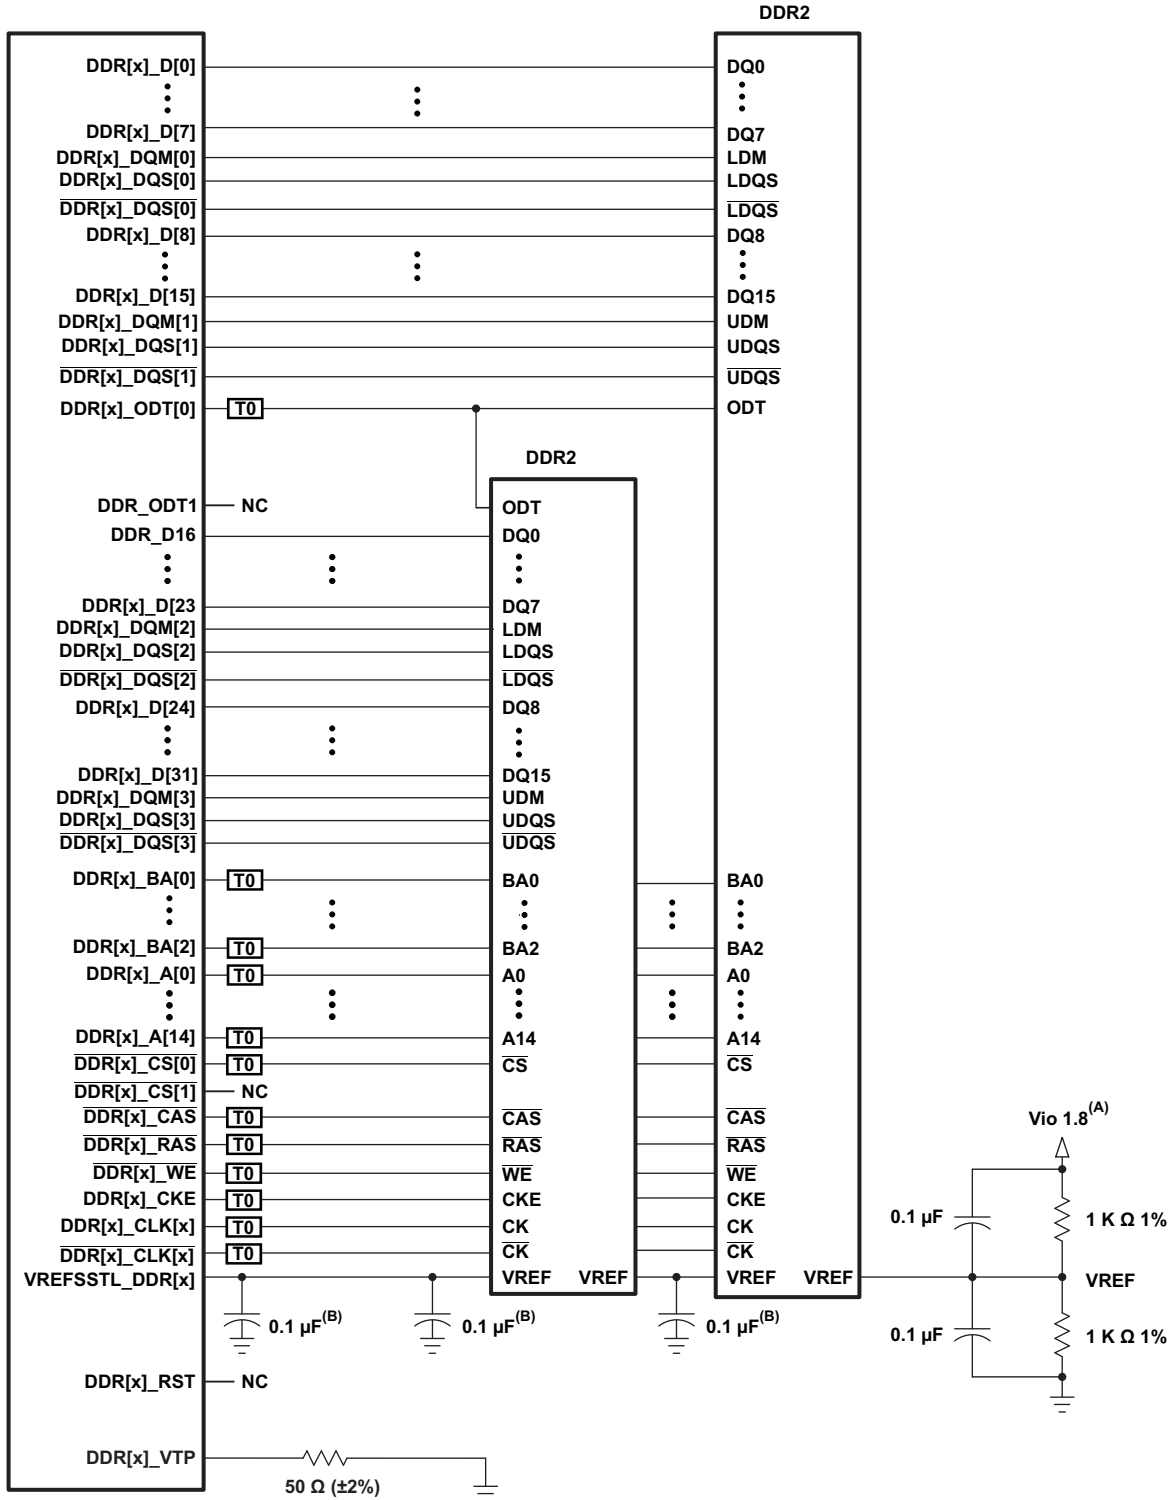 DDR2
DDR[x]_D[0] DQ0
DDR[x]_D[7] DQ7
DDR[x]_DQM[0] LDM
DDR[x]_DQS[0] LDQS
DDR[x]_DQS[0] LDQS
DDR[x]_D[8] DQ8
DDR[x]_D[15] DQ15
DDR[x]_DQM[1] UDM
DDR[x]_DQS[1] UDQS
DDR[x]_DQS[1] UDQS
DDR[x]_ODT[0] T0 ODT
DDR2
DDR_ODT1 NC ODT
DDR_D16 DQ0
DDR[x]_D[23 DQ7
DDR[x]_DQM[2] LDM
DDR[x]_DQS[2] LDQS
DDR[x]_DQS[2] LDQS
DDR[x]_D[24] DQ8
DDR[x]_D[31] DQ15
DDR[x]_DQM[3] UDM
DDR[x]_DQS[3] UDQS
DDR[x]_DQS[3] UDQS
DDR[x]_BA[0] T0 BA0 BA0
DDR[x]_BA[2] T0 BA2 BA2
DDR[x]_A[0] T0 A0 A0
DDR[x]_A[14] T0 A14 A14
DDR[x]_CS[0] T0 CS CS
DDR[x]_CS[1] NC
DDR[x]_CAS T0 CAS CAS
Vio 1.8(A)
DDR[x]_RAS T0 RAS RAS
DDR[x]_WE T0 WE WE
DDR[x]_CKE T0 CKE CKE
0.1 µF 1 K Ω 1%
DDR[x]_CLK[x] T0 CK CK
DDR[x]_CLK[x] T0 CK CK
VREFSSTL_DDR[x] VREF VREF VREF VREF VREF
0.1 µF(B) 0.1 µF(B) 0.1 µF(B) 0.1 µF 1 K Ω 1%
DDR[x]_RST NC
DDR[x]_VTP
50 Ω (±2%)